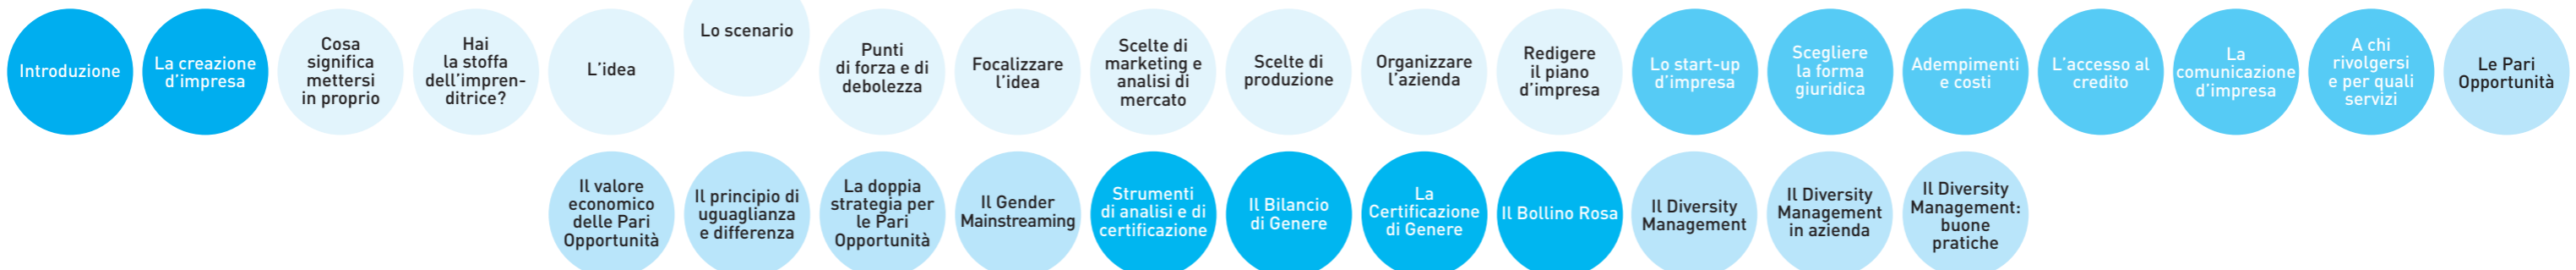 Introduzione
La creazione
d'impresa
Cosa
significa
mettersi
in proprio
Hai
la stoffa
dell'impren-
ditrice?
L'idea
Lo scenario
Punti
di forza e di
debolezza
Focalizzare
l'idea
Scelte di
marketing e
analisi di
mercato
Scelte di
produzione
Organizzare
l'azienda
Redigere
il piano
d'impresa
Lo start-up
d'impresa
Scegliere
la forma
giuridica
Adempimenti
e costi
L'accesso al
credito
La
comunicazione
d'impresa
A chi
rivolgersi
e per quali
servizi
Le Pari
Opportunità
Il valore
economico
delle Pari
Opportunità
Il principio di
uguaglianza
e differenza
La doppia
strategia per
le Pari
Opportunità
Il Gender
Mainstreaming
Strumenti
di analisi e di
certificazione
Il Bilancio
di Genere
La
Certificazione
di Genere
Il Bollino Rosa
Il Diversity
Management
Il Diversity
Management
in azienda
Il Diversity
Management:
buone
pratiche